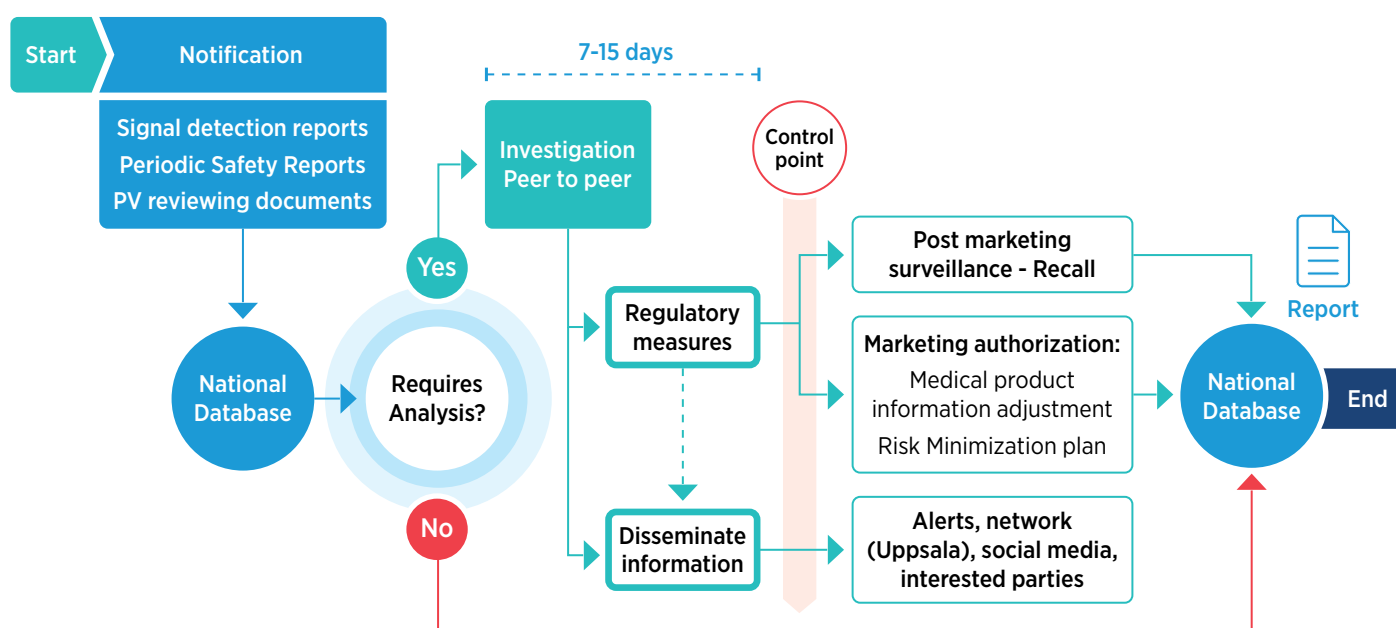 Start
Notification
Signal detection reports
Periodic Safety Reports
PV reviewing documents
National
Database
Requires
Analysis?
Yes
No
7-15 days
Investigation
Peer to peer
Regulatory
measures
Disseminate
information
Control
point
Post marketing
surveillance - Recall
Marketing authorization:
Medical product
information adjustment
Risk Minimization plan
Alerts, network
(Uppsala), social media,
interested parties
Report
National
Database
End